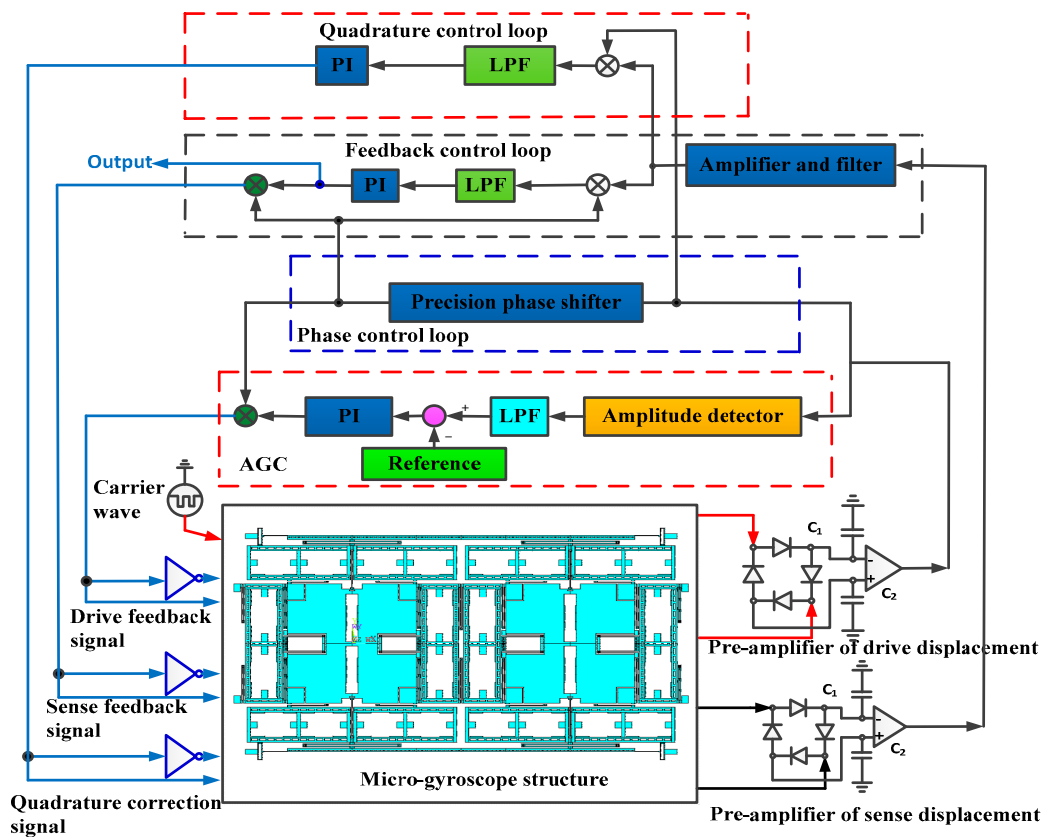 Quadrature control loop
PI
LPF
Output
Feedback control loop
PI
LPF
Amplifier and filter
Precision phase shifter
Phase control loop
PI
+
-
LPF
Amplitude detector
AGC
Reference
Carrier
wave
C1
-
+
C2
Drive feedback
signal
Pre-amplifier of drive displacement
Sense feedback
signal
C1
-
+
C2
Micro-gyroscope structure
Quadrature correction
signal
Pre-amplifier of sense displacement